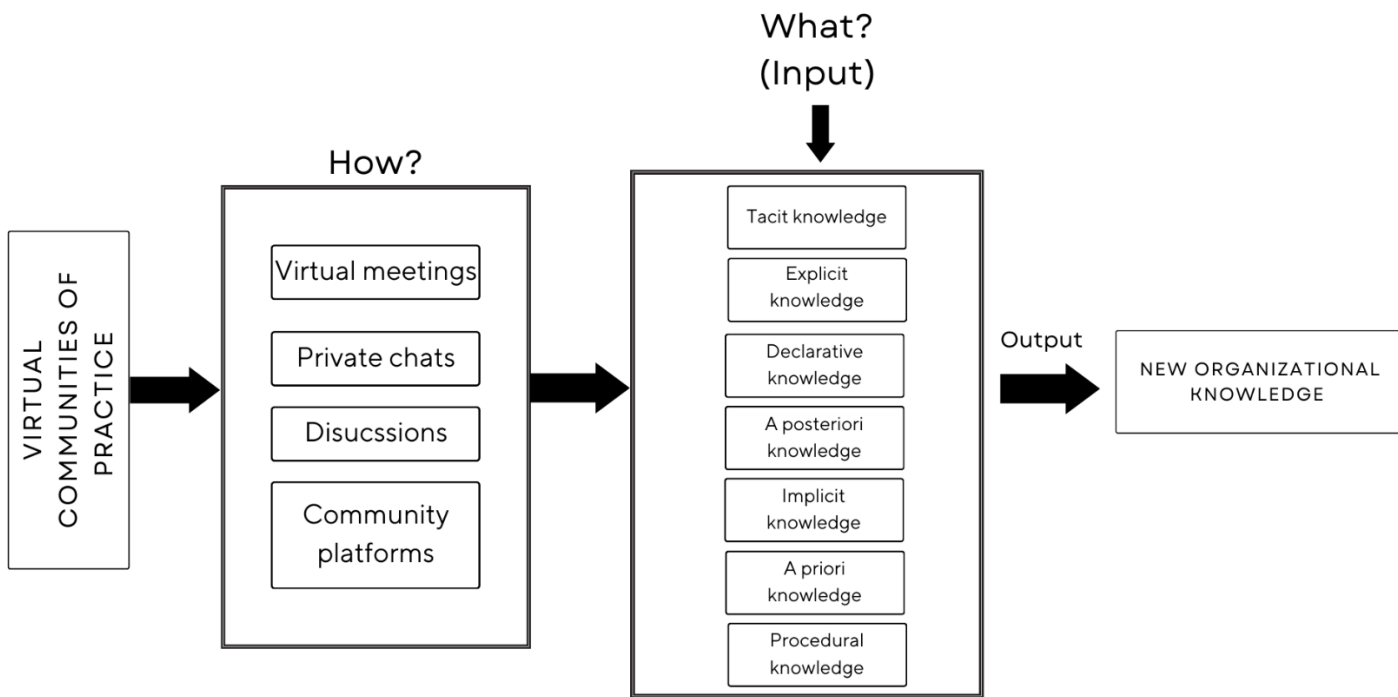 What?
(Input)
How?
VIRTUAL
COMMUNITIES OF
PRACTICE
Virtual meetings
Private chats
Disucssions
Community
platforms
Tacit knowledge
Explicit
knowledge
Declarative
knowledge
A posteriori
knowledge
Implicit
knowledge
A priori
knowledge
Procedural
knowledge
Output
NEW ORGANIZATIONAL
KNOWLEDGE